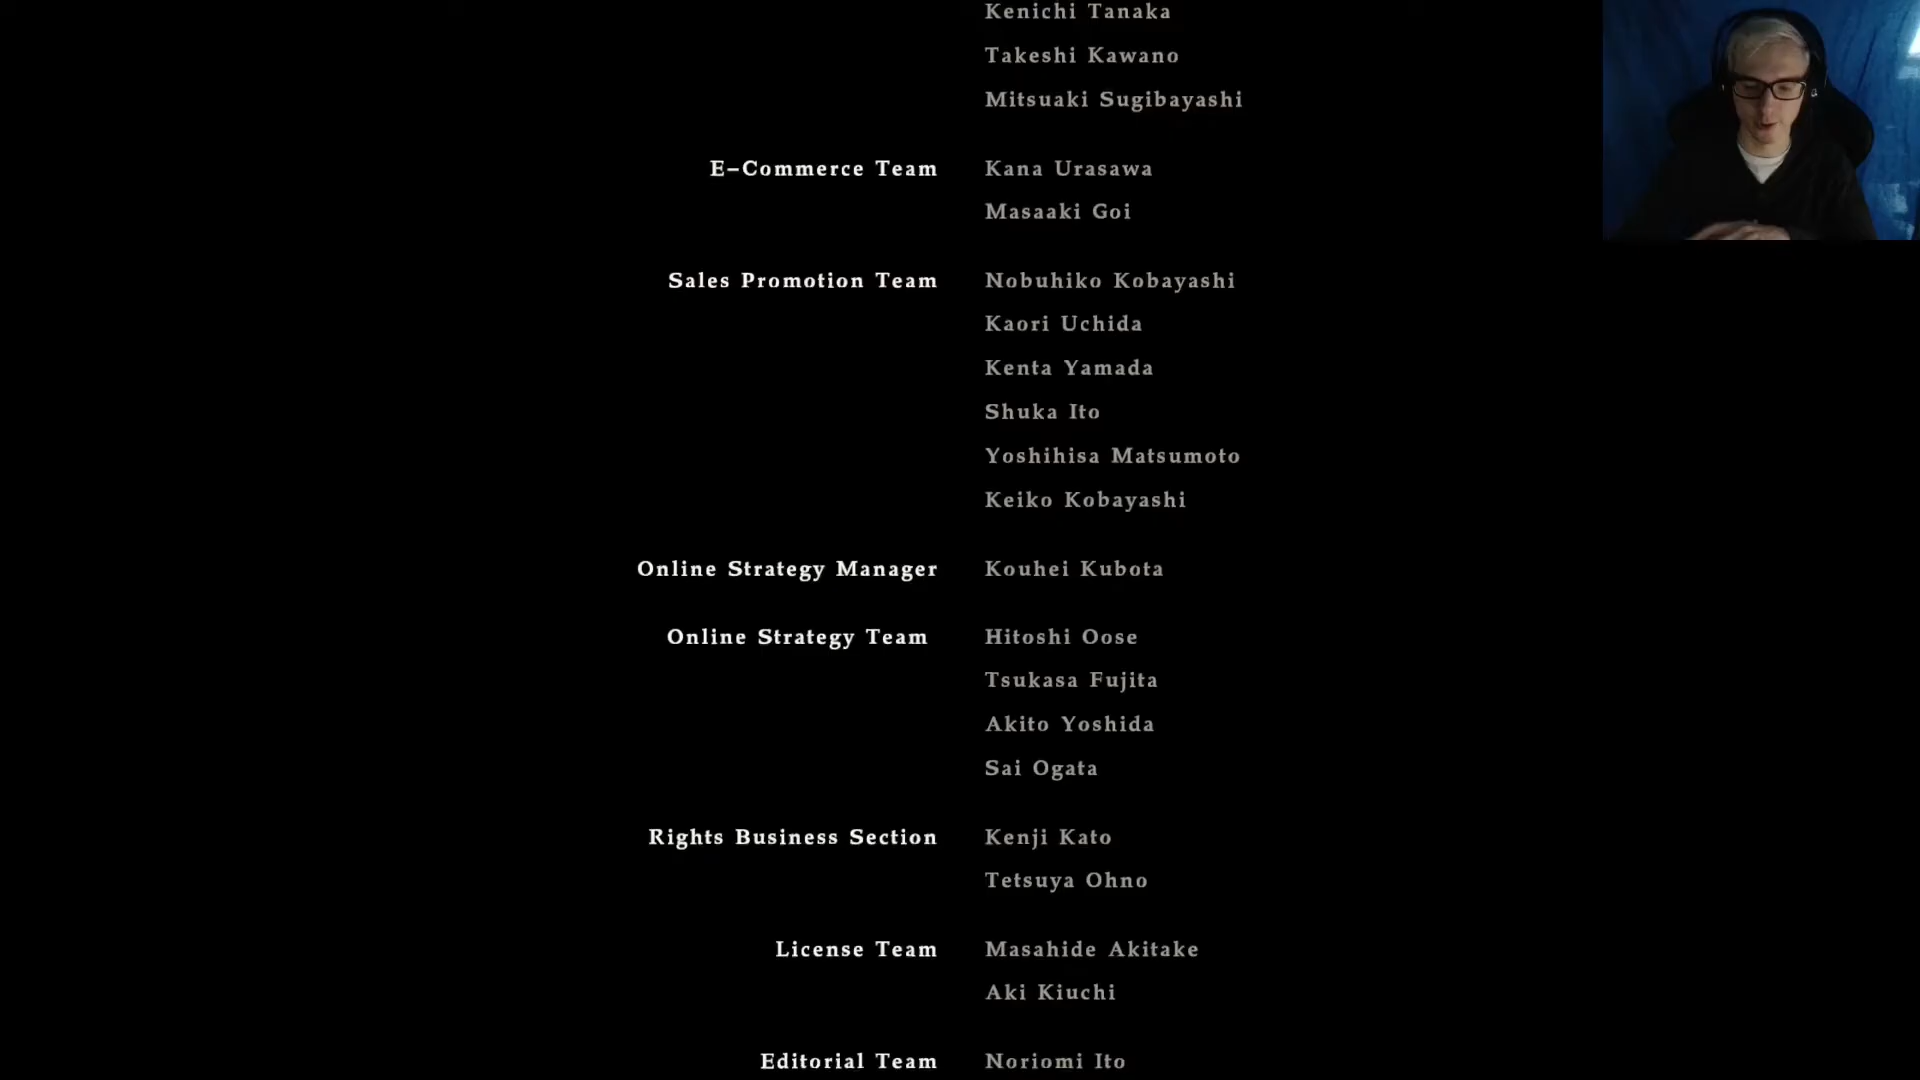 Kenichi Tanaka
Takeshi Kawano
Mitsuaki Sugibayashi
E-Commerce Team Kana Urasawa
Masaaki Goi
Sales Promotion Team Nobuhiko Kobayashi
Kaori Uchida
Kenta Yamada
Shuka Ito
Yoshihisa Matsumoto
Keiko Kobayashi
Online Strategy Manager Kouhei Kubota
Online Strategy Team Hitoshi Oose
Tsukasa Fujita
Akito Yoshida
Sai Ogata
Rights Business Section Kenji Kato
Tetsuya Ohno
License Team Masahide Akitake
Aki Kiuchi
Editorial Team Noriomi Ito